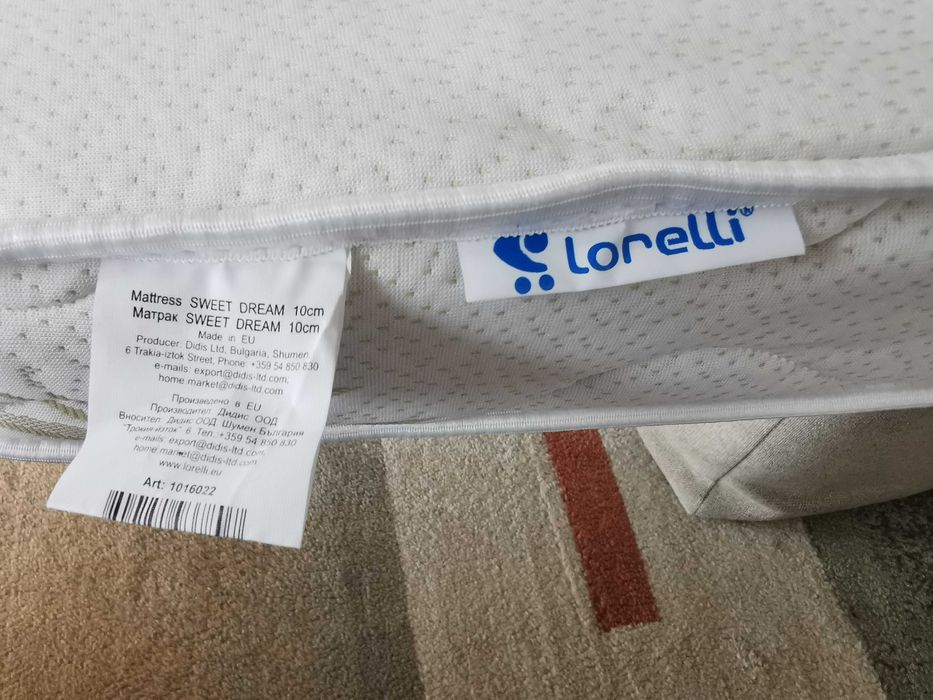 Mattress SWEET DREAM 10cm
Матрак SWEET DREAM 10cm
Made in EU
Producer: Didis Ltd, Bulgaria, Shumen,
6 Trakia-iztok Street, Phone: +359 54 850 830
e-mails: export@didis-ltd.com,
home.market@didis-ltd.com
Произведено в EU
Производител: Дидис ООД
Вносител: Дидис ООД Шумен България
"Тракия-изток" 6 Тел. +359 54 850 830
e-mails: export@didis-ltd.com,
home.market@didis-ltd.com
www.lorelli.eu
Art: 1016022
lorelli®